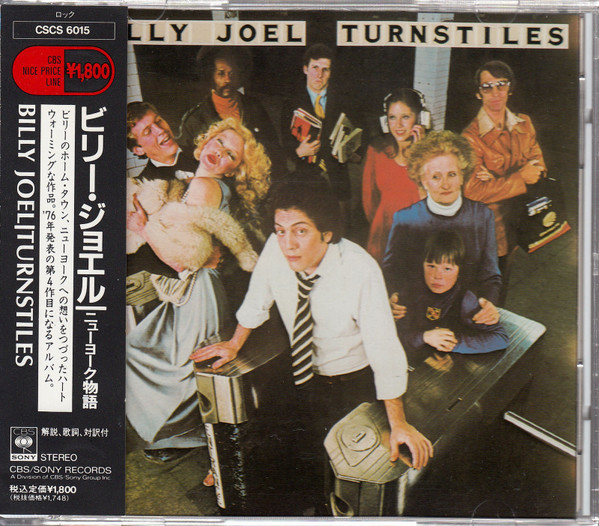 ロック
CSCS 6015
CBS
NICE PRICE
LINE
¥1,800
BILLY JOEL/TURNSTILES
ビリー・ジョエル/ニューヨーク物語
ビリーのホーム・タウン、ニューヨークへの想いをつづったハート
ウォーミングな作品。'76年発表の第4作目になるアルバム。
CBS
SONY
解説、歌詞、対訳付
STEREO
CBS/SONY RECORDS
A Division of CBS/Sony Group Inc
税込定価¥1,800
(税抜価格¥1,748)
LLY JOEL TURNSTILES